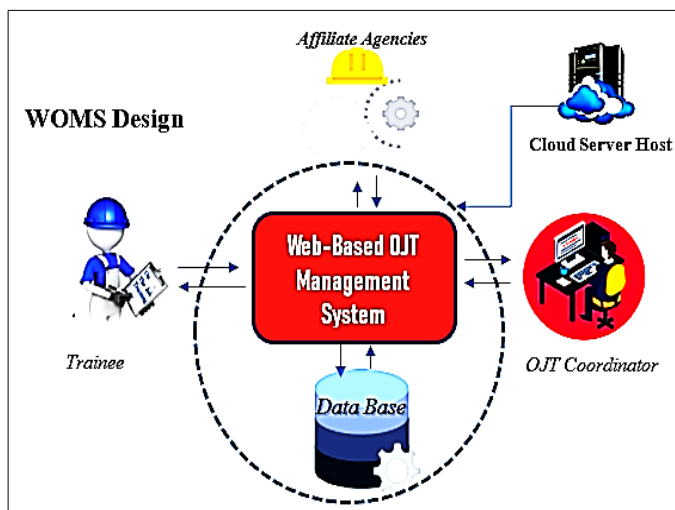 Affiliate Agencies
WOMS Design
Cloud Server Host
Web-Based OJT
Management
System
Trainee
OJT Coordinator
Data Base